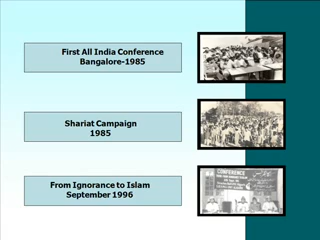 First All India Conference
Bangalore-1985
Shariat Campaign
1985
From Ignorance to Islam
September 1996
CONFERENCE